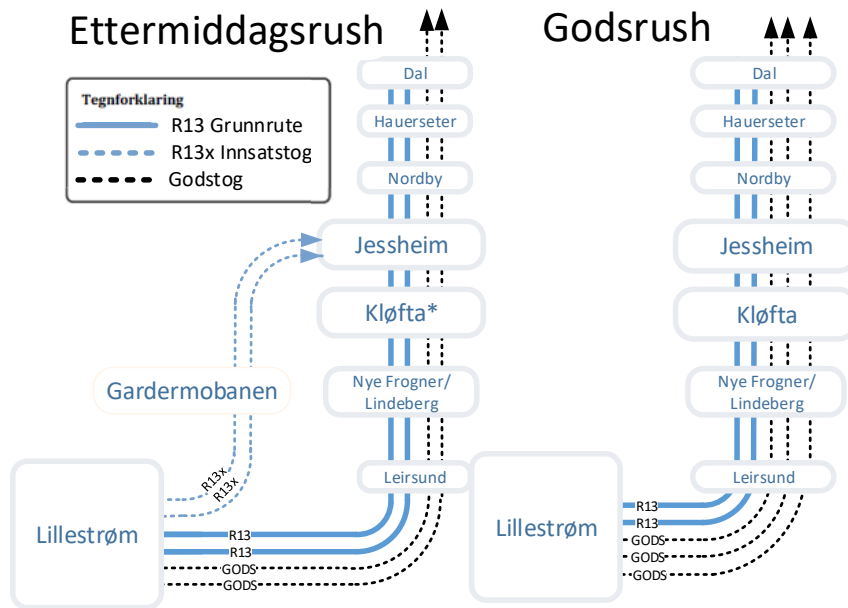 Ettermiddagsrush
Godsrush
Tegnforklaring
R13 Grunnrute
R13x Innsatstog
Godstog
Dal
Hauerseter
Nordby
Jessheim
Kløfta*
Nye Frogner/
Lindeberg
Leirsund
Gardermobanen
R13x
R13x
Lillestrøm
R13
R13
GODS
GODS
Dal
Hauerseter
Nordby
Jessheim
Kløfta
Nye Frogner/
Lindeberg
Leirsund
Lillestrøm
R13
R13
GODS
GODS
GODS